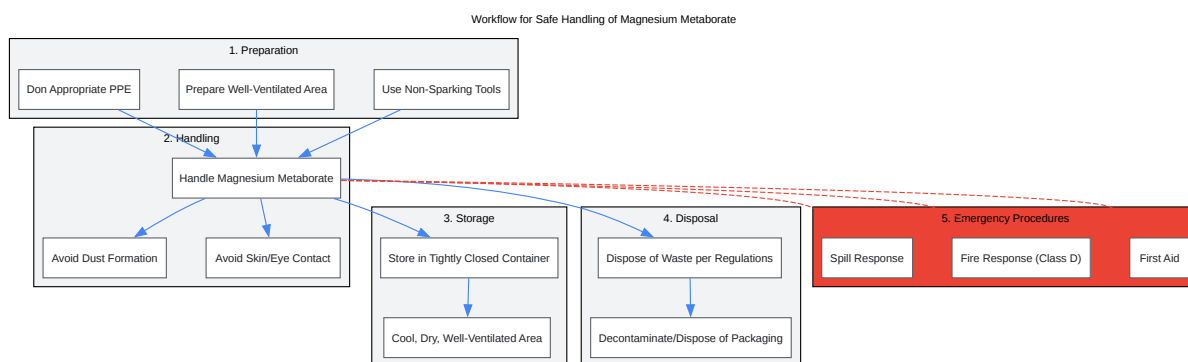 Workflow for Safe Handling of Magnesium Metaborate
1. Preparation
Don Appropriate PPE
Prepare Well-Ventilated Area
Use Non-Sparking Tools
2. Handling
Handle Magnesium Metaborate
Avoid Dust Formation
Avoid Skin/Eye Contact
3. Storage
Store in Tightly Closed Container
Cool, Dry, Well-Ventilated Area
4. Disposal
Dispose of Waste per Regulations
Decontaminate/Dispose of Packaging
5. Emergency Procedures
Spill Response
Fire Response (Class D)
First Aid